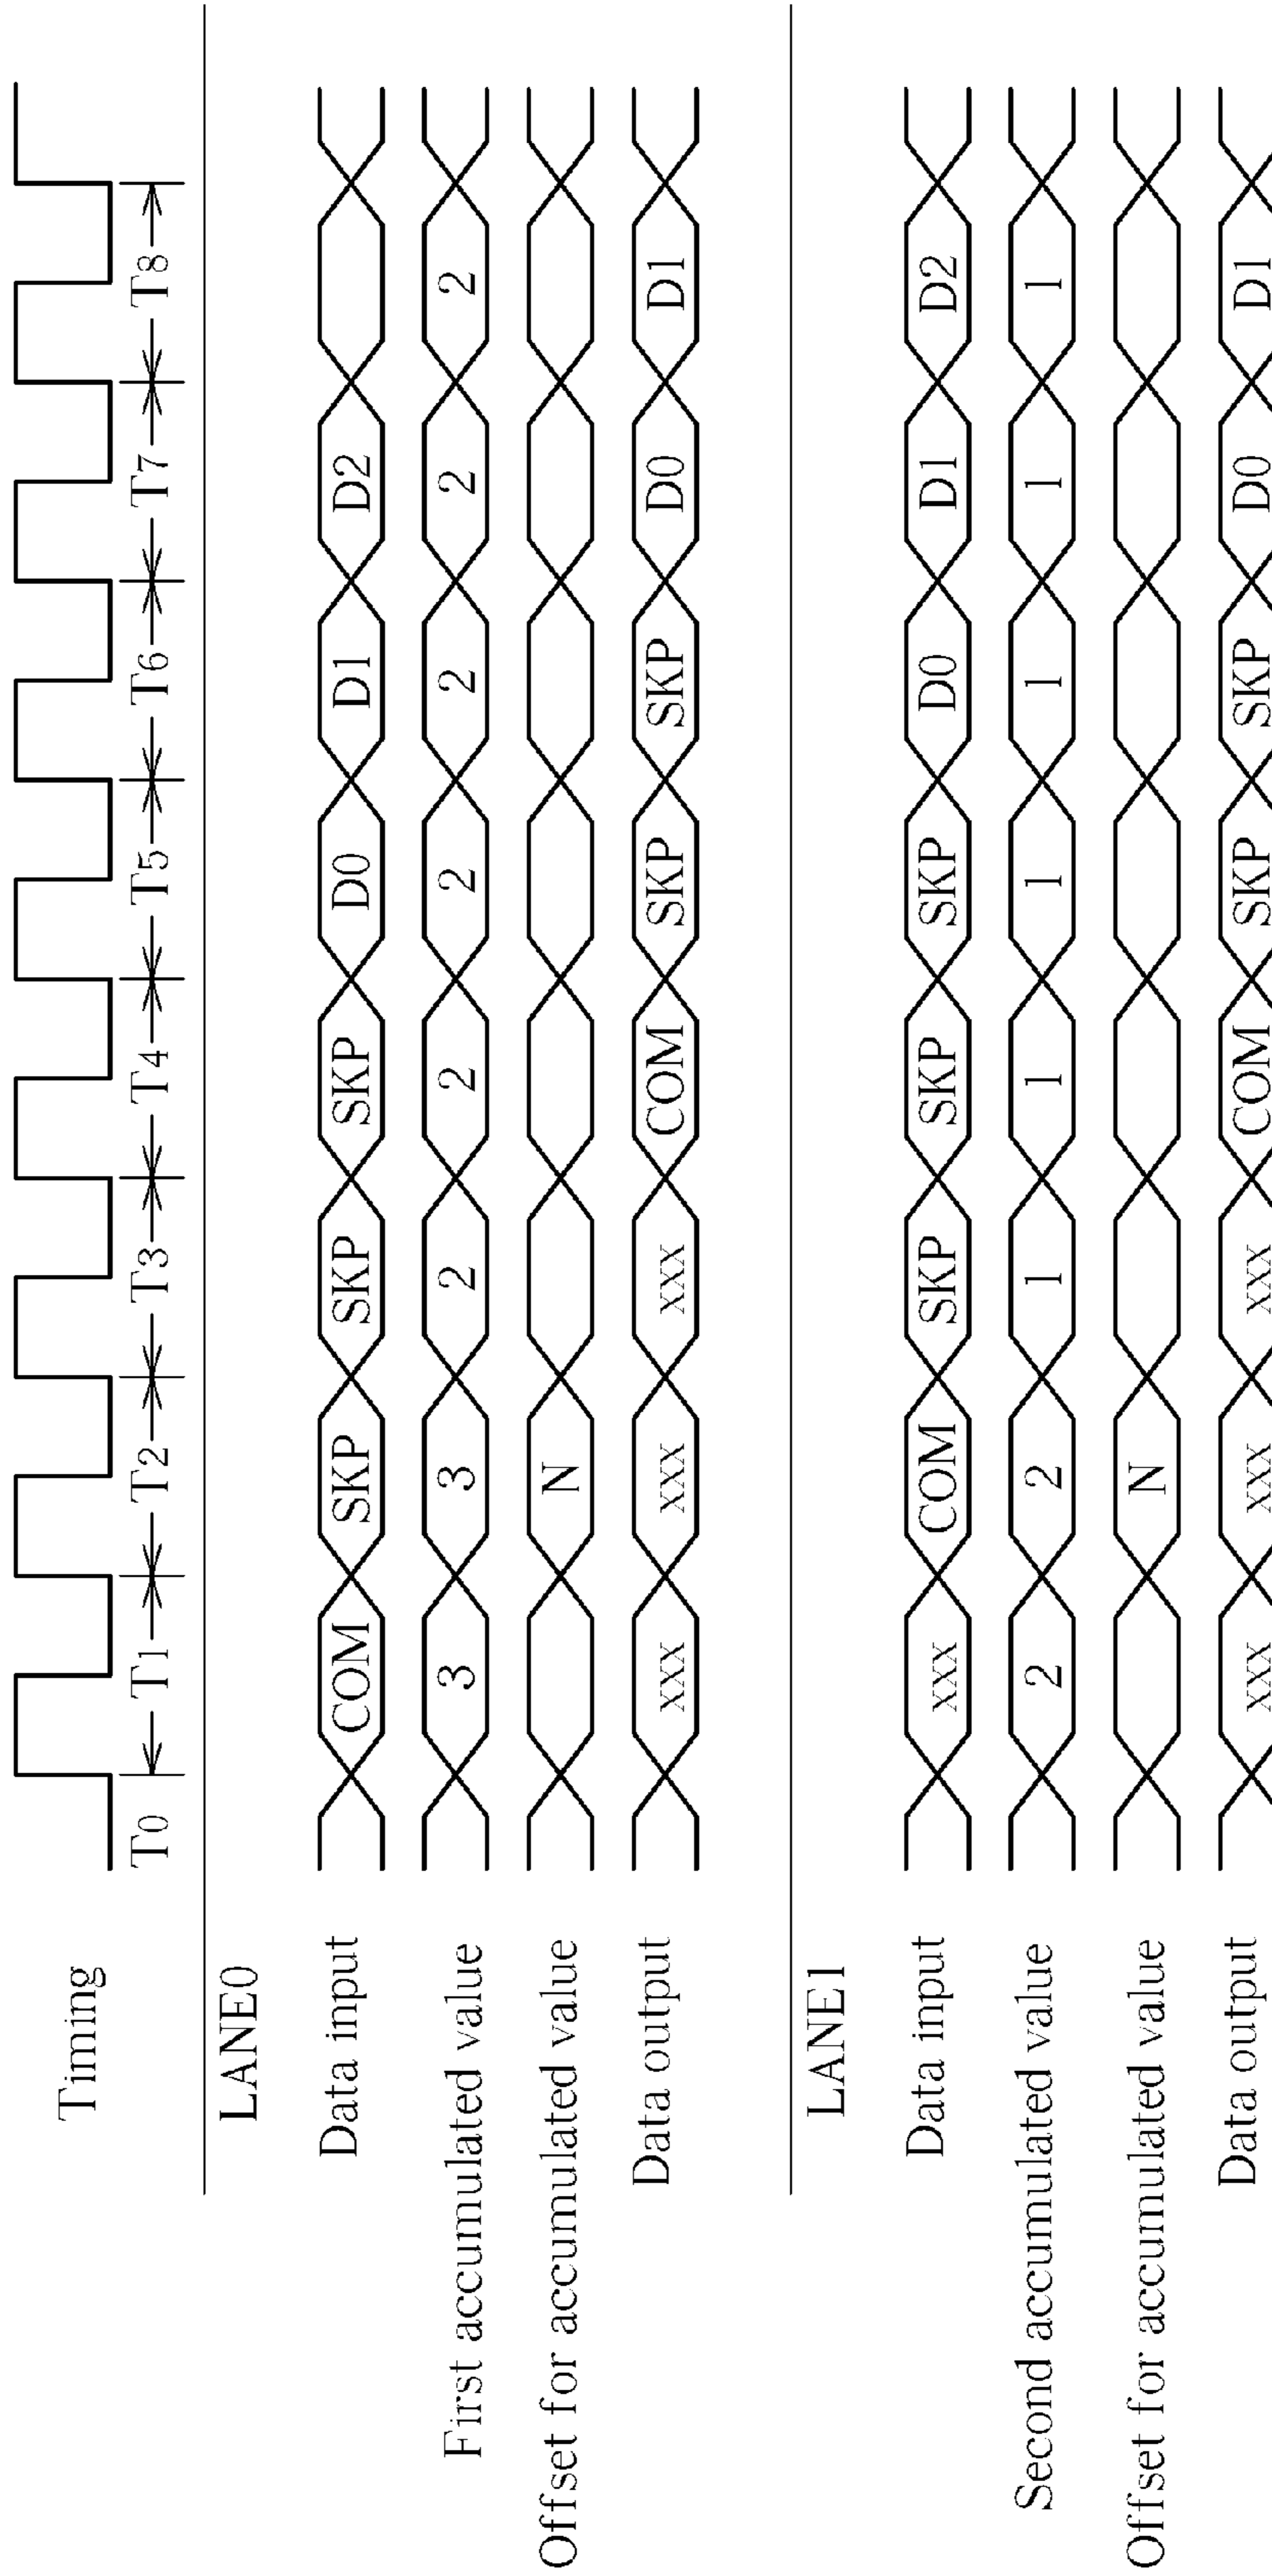 Timing
T0 T1 T2 T3 T4 T5 T6 T7 T8
LANE0
Data input COM SKP SKP SKP D0 D1 D2
First accumulated value 3 3 2 2 2 2 2 2
Offset for accumulated value N
Data output xxx xxx xxx COM SKP SKP D0 D1
LANE1
Data input xxx COM SKP SKP SKP D0 D1 D2
Second accumulated value 2 2 1 1 1 1 1 1
Offset for accumulated value N
Data output xxx xxx xxx COM SKP SKP D0 D1